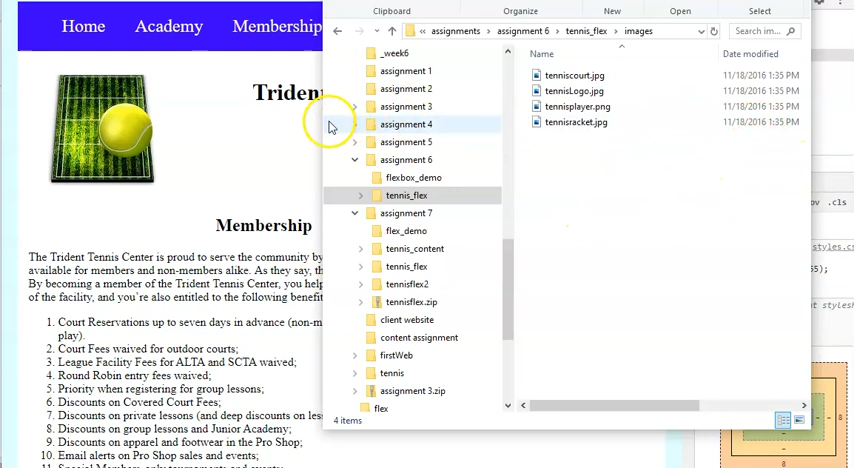 Home Academy Membership
Triden
Membership
The Trident Tennis Center is proud to serve the community by
available for members and non-members alike. As they say, th
By becoming a member of the Trident Tennis Center, you help
of the facility, and you're also entitled to the following benefit
1. Court Reservations up to seven days in advance (non-m
play).
2. Court Fees waived for outdoor courts;
3. League Facility Fees for ALTA and SCTA waived;
4. Round Robin entry fees waived;
5. Priority when registering for group lessons;
6. Discounts on Covered Court Fees;
7. Discounts on private lessons (and deep discounts on les
8. Discounts on group lessons and Junior Academy;
9. Discounts on apparel and footwear in the Pro Shop;
10. Email alerts on Pro Shop sales and events;
Clipboard Organize New Open Select
« assignments > assignment 6 > tennis_flex > images
Search im...
_week6
assignment 1
assignment 2
assignment 3
assignment 4
assignment 5
assignment 6
flexbox_demo
tennis_flex
assignment 7
flex_demo
tennis_content
tennis_flex
tennisflex2
tennisflex.zip
client website
content assignment
firstWeb
tennis
assignment 3.zip
flex
Name Date modified
tenniscourt.jpg 11/18/2016 1:35 PM
tennisLogo.jpg 11/18/2016 1:35 PM
tennisplayer.png 11/18/2016 1:35 PM
tennisracket.jpg 11/18/2016 1:35 PM
4 items
ov .cls
styles.cs
55);
t style
8
8